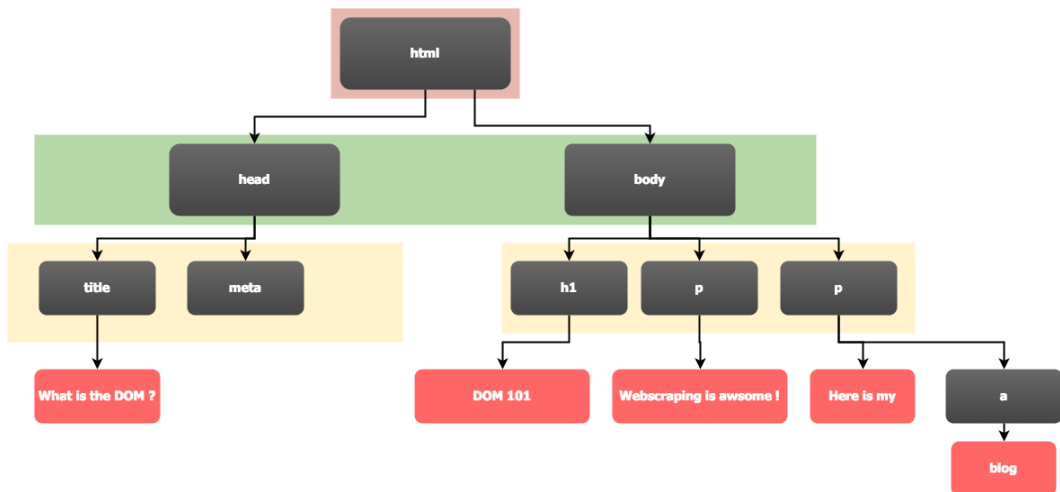 html
head
body
title
meta
h1
p
p
What is the DOM ?
DOM 101
Webscraping is awsome !
Here is my
a
blog